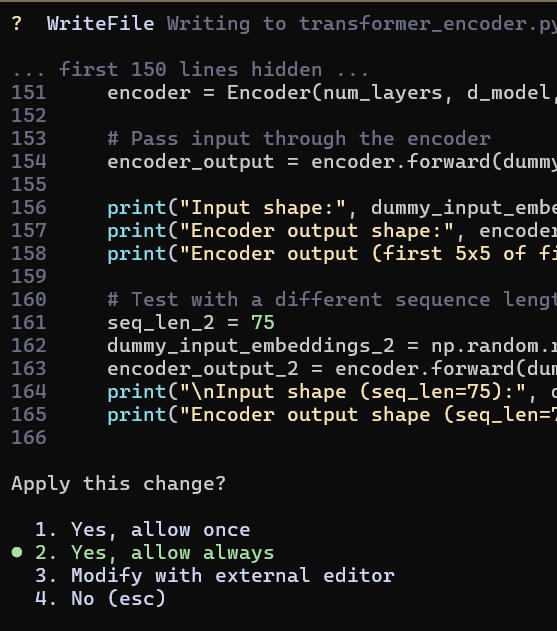 ? WriteFile Writing to transformer_encoder.py
... first 150 lines hidden ...
151     encoder = Encoder(num_layers, d_model,
152
153     # Pass input through the encoder
154     encoder_output = encoder.forward(dummy
155
156     print("Input shape:", dummy_input_embe
157     print("Encoder output shape:", encoder
158     print("Encoder output (first 5x5 of fi
159
160     # Test with a different sequence lengt
161     seq_len_2 = 75
162     dummy_input_embeddings_2 = np.random.r
163     encoder_output_2 = encoder.forward(dum
164     print("\nInput shape (seq_len=75):", d
165     print("Encoder output shape (seq_len=7
166
Apply this change?
1. Yes, allow once
● 2. Yes, allow always
3. Modify with external editor
4. No (esc)